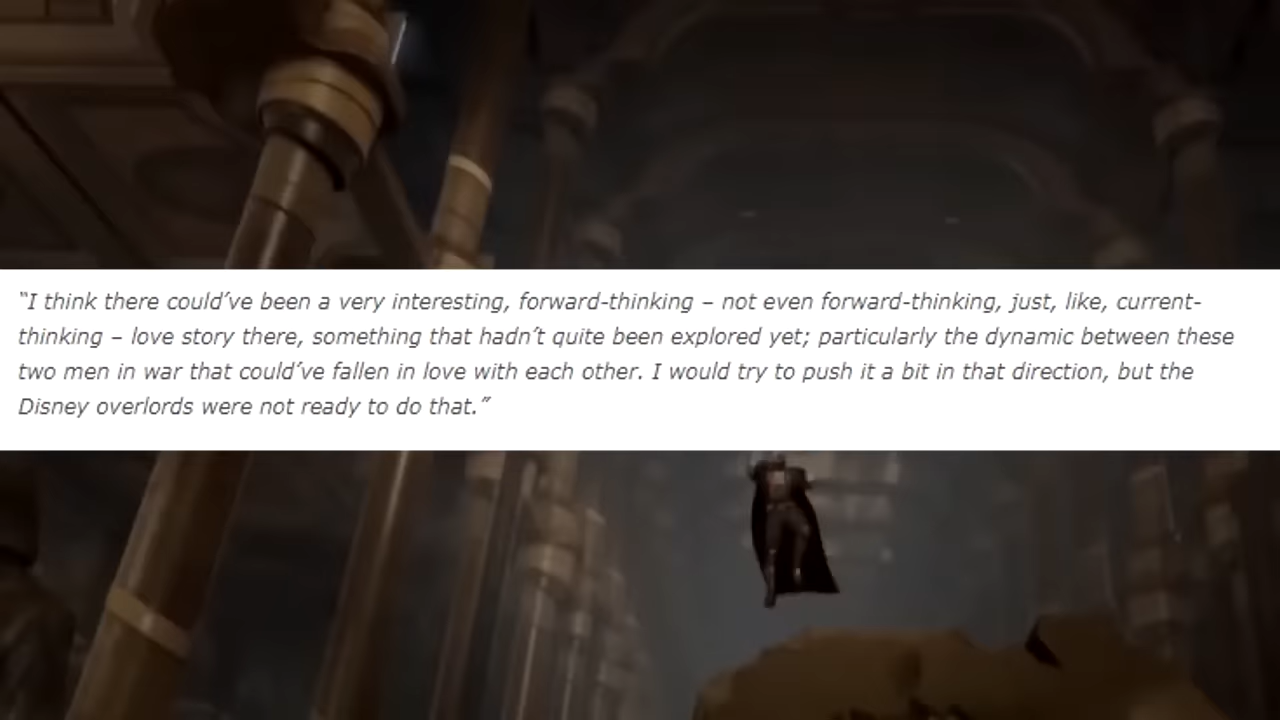 “I think there could’ve been a very interesting, forward-thinking – not even forward-thinking, just, like, current-
thinking – love story there, something that hadn’t quite been explored yet; particularly the dynamic between these
two men in war that could’ve fallen in love with each other. I would try to push it a bit in that direction, but the
Disney overlords were not ready to do that.”